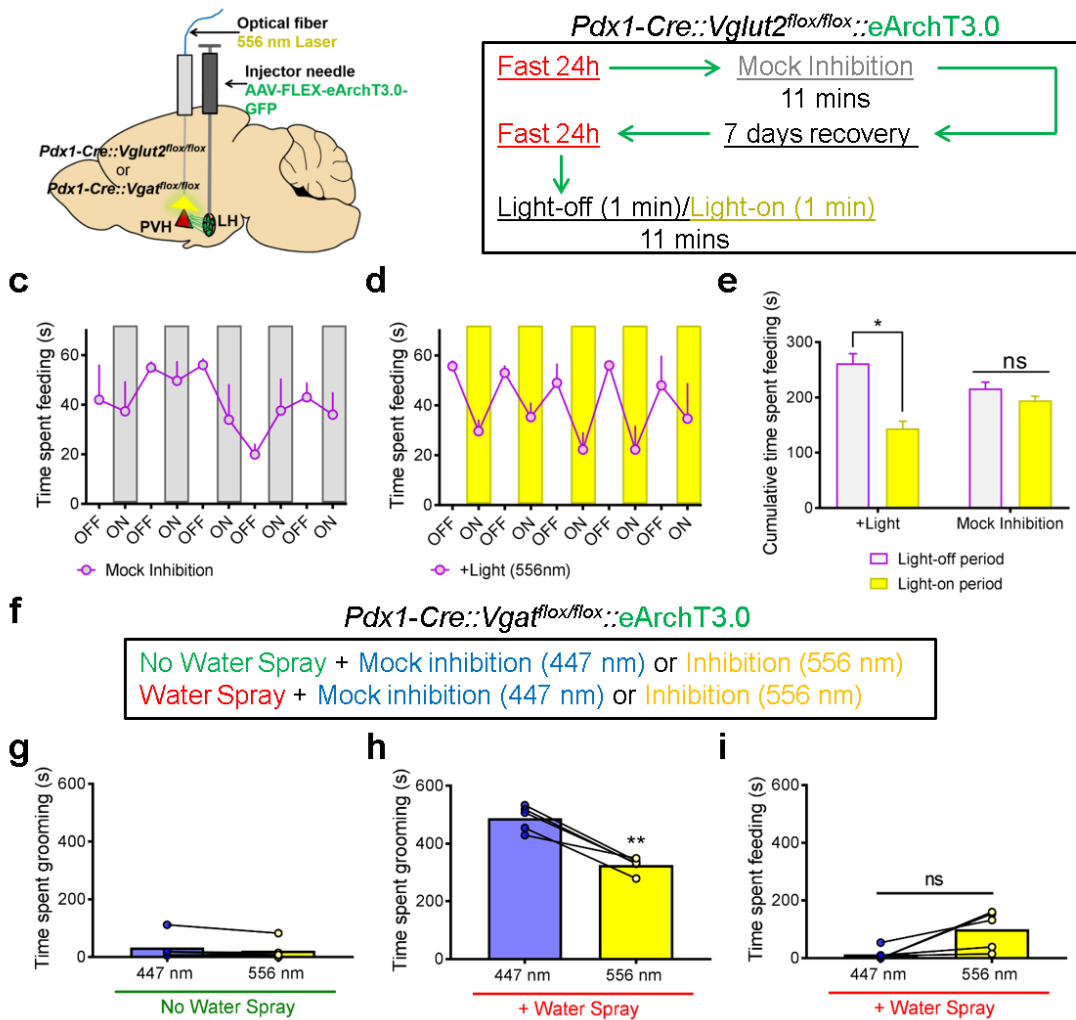 Optical fiber
556 nm Laser
Injector needle
AAV-FLEX-eArchT3.0-
GFP
Pdx1-Cre::Vglut2flox/flox
or
Pdx1-Cre::Vgatflox/flox
PVH
LH
Pdx1-Cre::Vglut2flox/flox::eArchT3.0
Fast 24h
Mock Inhibition
11 mins
Fast 24h
7 days recovery
Light-off (1 min)/Light-on (1 min)
11 mins
c
Time spent feeding (s)
60
40
20
0
OFF ON OFF ON OFF ON OFF ON OFF ON
Mock Inhibition
d
Time spent feeding (s)
60
40
20
0
OFF ON OFF ON OFF ON OFF ON OFF ON
+Light (556nm)
e
Cumulative time spent feeding (s)
300
200
100
0
*
ns
+Light
Mock Inhibition
Light-off period
Light-on period
f
Pdx1-Cre::Vgatflox/flox::eArchT3.0
No Water Spray + Mock inhibition (447 nm) or Inhibition (556 nm)
Water Spray + Mock inhibition (447 nm) or Inhibition (556 nm)
g
Time spent grooming (s)
600
400
200
0
447 nm
556 nm
No Water Spray
h
Time spent grooming (s)
600
400
200
0
**
447 nm
556 nm
+ Water Spray
i
Time spent feeding (s)
600
400
200
0
ns
447 nm
556 nm
+ Water Spray